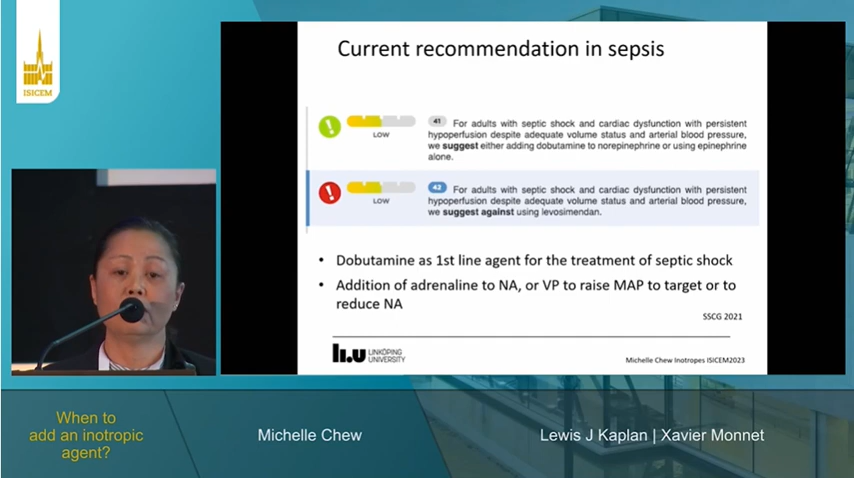 ISICEM
Current recommendation in sepsis
LOW
41 For adults with septic shock and cardiac dysfunction with persistent
hypoperfusion despite adequate volume status and arterial blood pressure,
we suggest either adding dobutamine to norepinephrine or using epinephrine
alone.
LOW
42 For adults with septic shock and cardiac dysfunction with persistent
hypoperfusion despite adequate volume status and arterial blood pressure,
we suggest against using levosimendan.
• Dobutamine as 1st line agent for the treatment of septic shock
• Addition of adrenaline to NA, or VP to raise MAP to target or to
reduce NA
SSCG 2021
LINKÖPING
UNIVERSITY
Michelle Chew Inotropes ISICEM2023
When to
add an inotropic
agent?
Michelle Chew
Lewis J Kaplan | Xavier Monnet